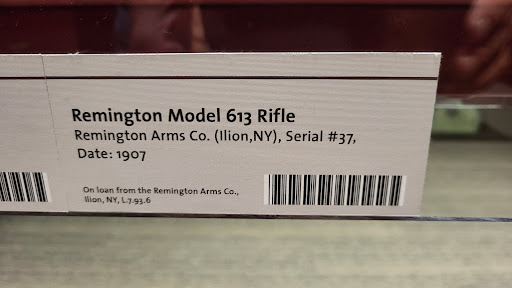 Remington Model 613 Rifle
Remington Arms Co. (Ilion,NY), Serial #37,
Date: 1907
On loan from the Remington Arms Co.,
Ilion, NY, L.7.93.6